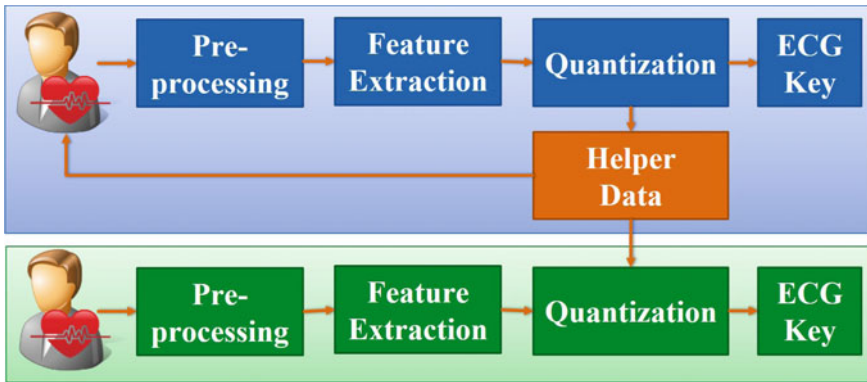 Pre-
processing
Feature
Extraction
Quantization
ECG
Key
Helper
Data
Pre-
processing
Feature
Extraction
Quantization
ECG
Key